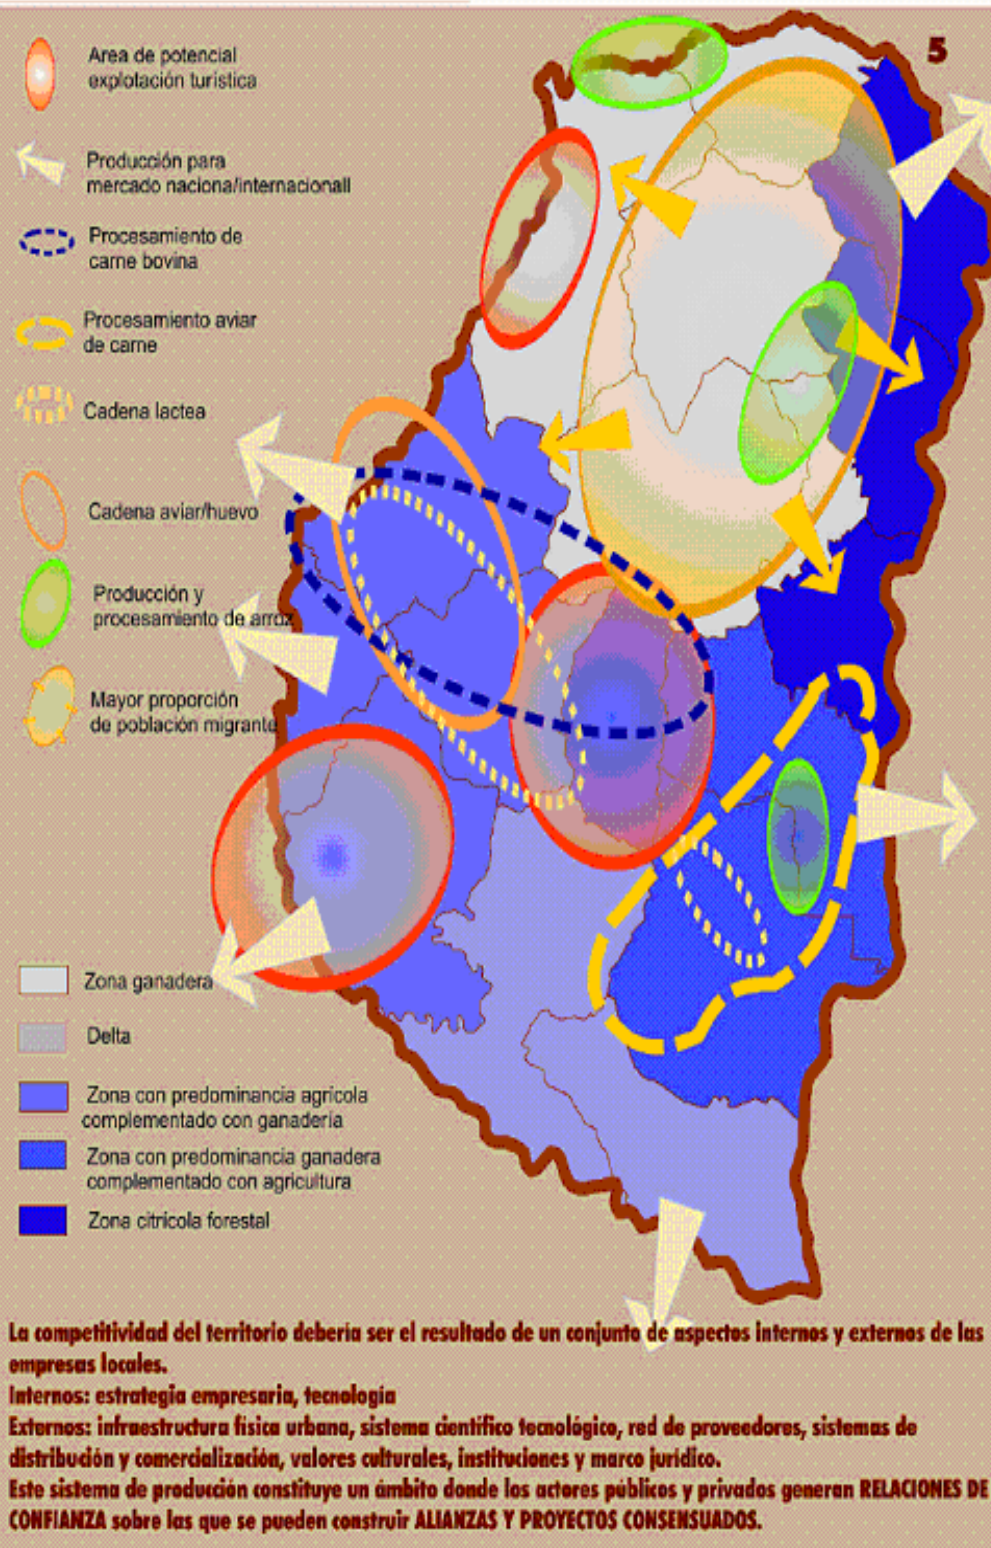 5
Area de potencial
explotación turística
Producción para
mercado naciona/internacionall
Procesamiento de
carne bovina
Procesamiento aviar
de carne
Cadena lactea
Cadena aviar/huevo
Producción y
procesamiento de arroz
Mayor proporción
de población migrante
Zona ganadera
Delta
Zona con predominancia agrícola
complementado con ganadería
Zona con predominancia ganadera
complementado con agricultura
Zona citrícola forestal
La competitividad del territorio debería ser el resultado de un conjunto de aspectos internos y externos de las
empresas locales.
Internos: estrategia empresaria, tecnología
Externos: infraestructura física urbana, sistema científico tecnológico, red de proveedores, sistemas de
distribución y comercialización, valores culturales, instituciones y marco jurídico.
Este sistema de producción constituye un ámbito donde los actores públicos y privados generan RELACIONES DE
CONFIANZA sobre las que se pueden construir ALIANZAS Y PROYECTOS CONSENSUADOS.